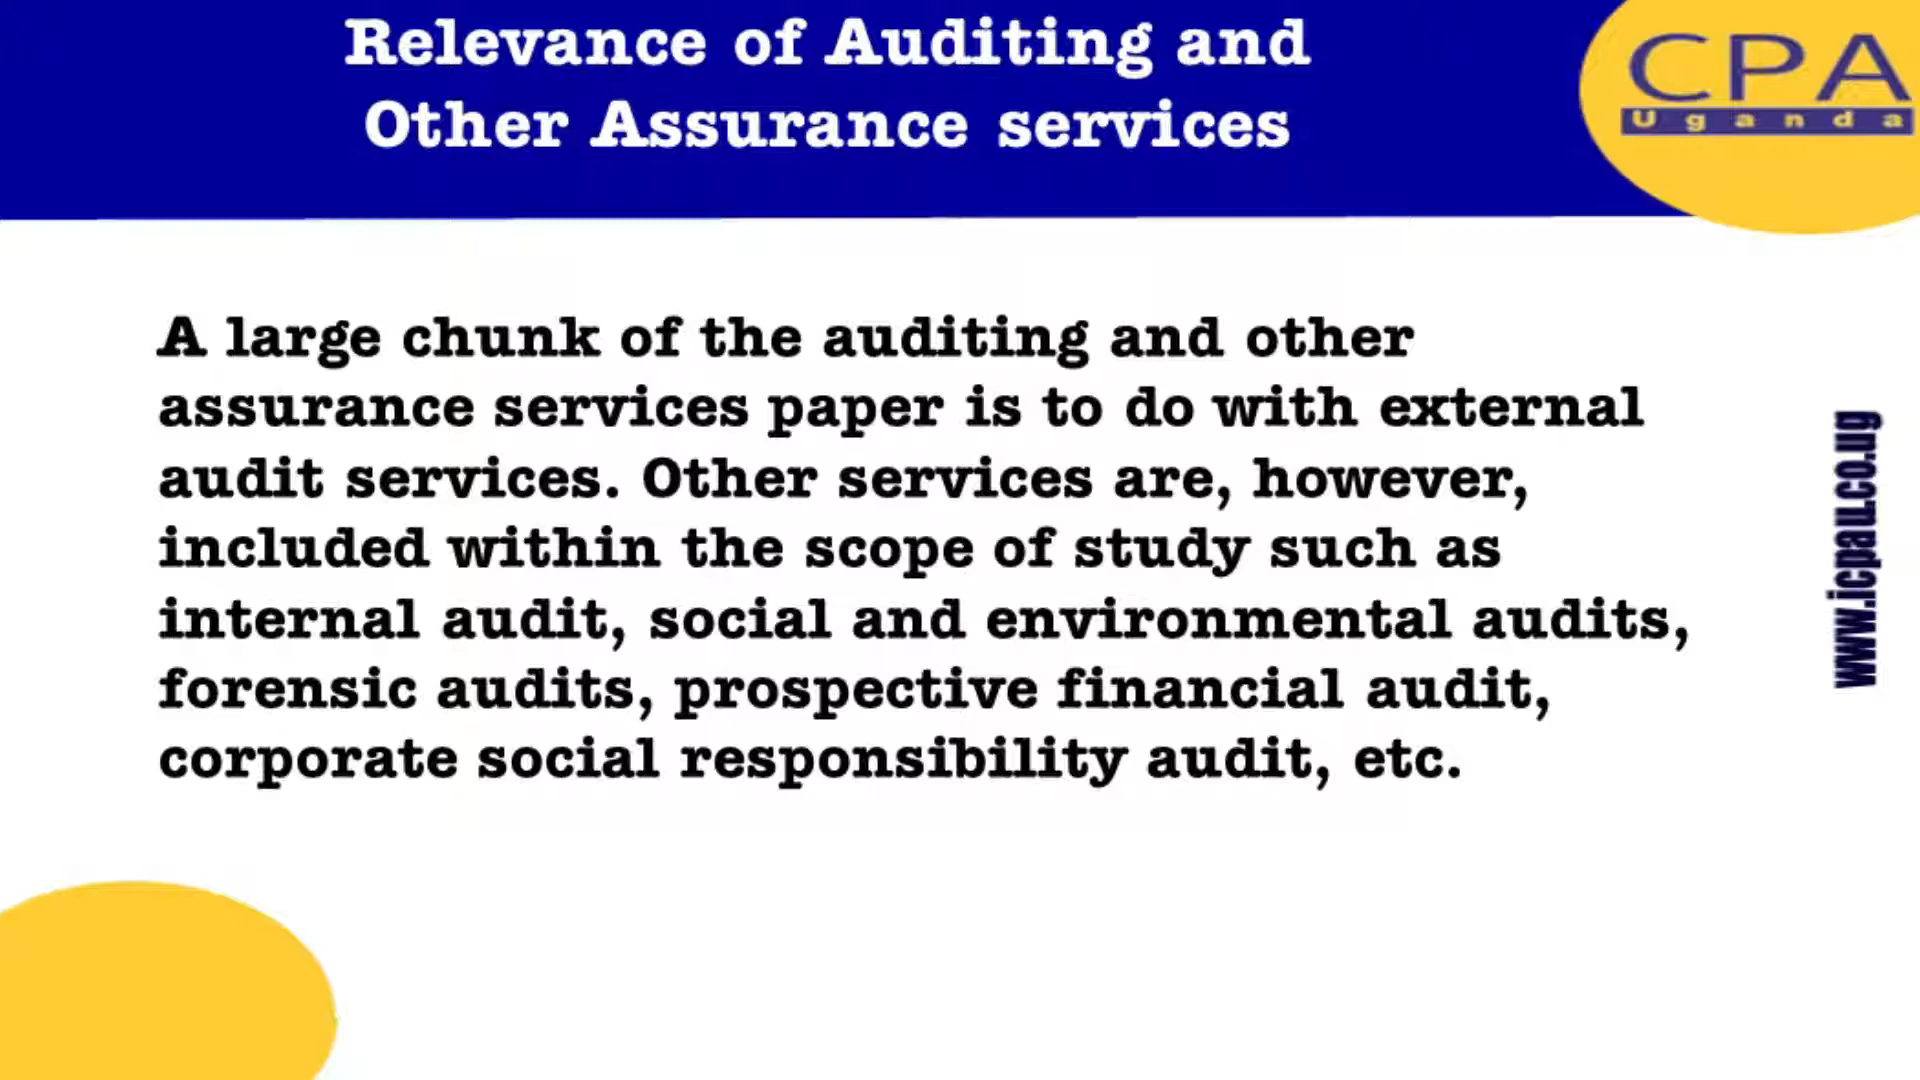 Relevance of Auditing and
Other Assurance services
CPA
Uganda
A large chunk of the auditing and other
assurance services paper is to do with external
audit services. Other services are, however,
included within the scope of study such as
internal audit, social and environmental audits,
forensic audits, prospective financial audit,
corporate social responsibility audit, etc.
www.icpau.co.ug